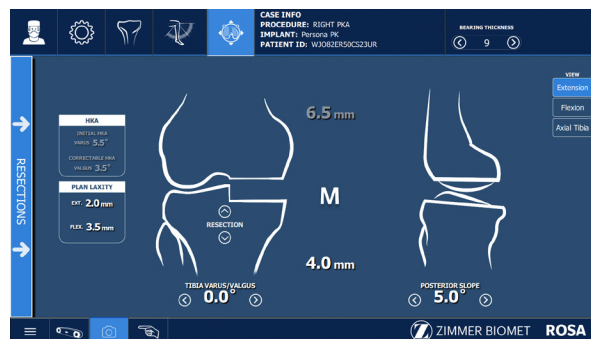 CASE INFO
PROCEDURE: RIGHT PKA
IMPLANT: Persona PK
PATIENT ID: WJO82ER50CS23UR
BEARING THICKNESS
9
VIEW
Extension
Flexion
Axial Tibia
RESECTIONS
HKA
INITIAL HKA
VARUS 5.5°
CORRECTABLE HKA
VALGUS 3.5°
PLAN LAXITY
EXT. 2.0 mm
FLEX. 3.5 mm
6.5 mm
M
RESECTION
4.0 mm
TIBIA VARUS/VALGUS
0.0°
POSTERIOR SLOPE
5.0°
ZIMMER BIOMET ROSA